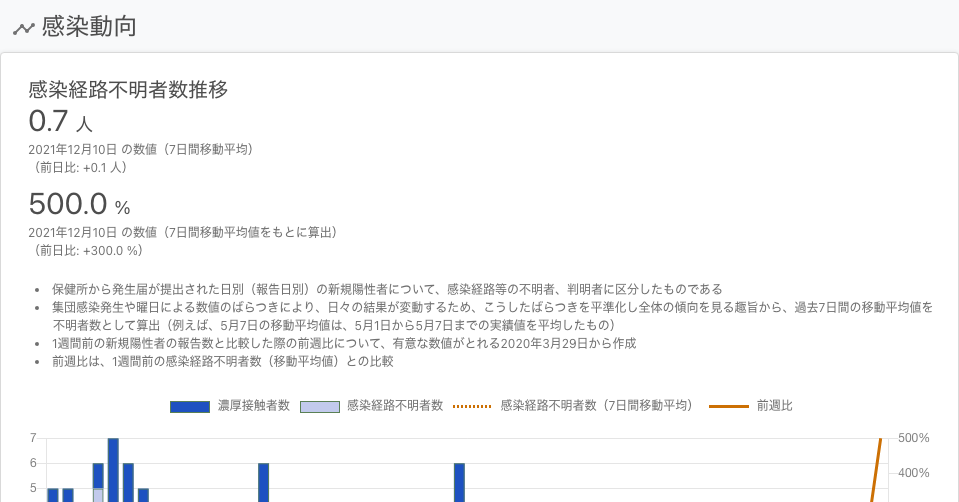 感染動向
感染経路不明者数推移
0.7 人
2021年12月10日 の数値（7日間移動平均）
（前日比: +0.1 人）
500.0 %
2021年12月10日 の数値（7日間移動平均値をもとに算出）
（前日比: +300.0 %）
• 保健所から発生届が提出された日別（報告日別）の新規陽性者について、感染経路等の不明者、判明者に区分したものである
• 集団感染発生や曜日による数値のばらつきにより、日々の結果が変動するため、こうしたばらつきを平準化し全体の傾向を見る趣旨から、過去7日間の移動平均値を
不明者数として算出（例えば、5月7日の移動平均値は、5月1日から5月7日までの実績値を平均したもの）
• 1週間前の新規陽性者の報告数と比較した際の前週比について、有意な数値がとれる2020年3月29日から作成
• 前週比は、1週間前の感染経路不明者数（移動平均値）との比較
濃厚接触者数 感染経路不明者数 感染経路不明者数（7日間移動平均） 前週比
7 500%
6 400%
5